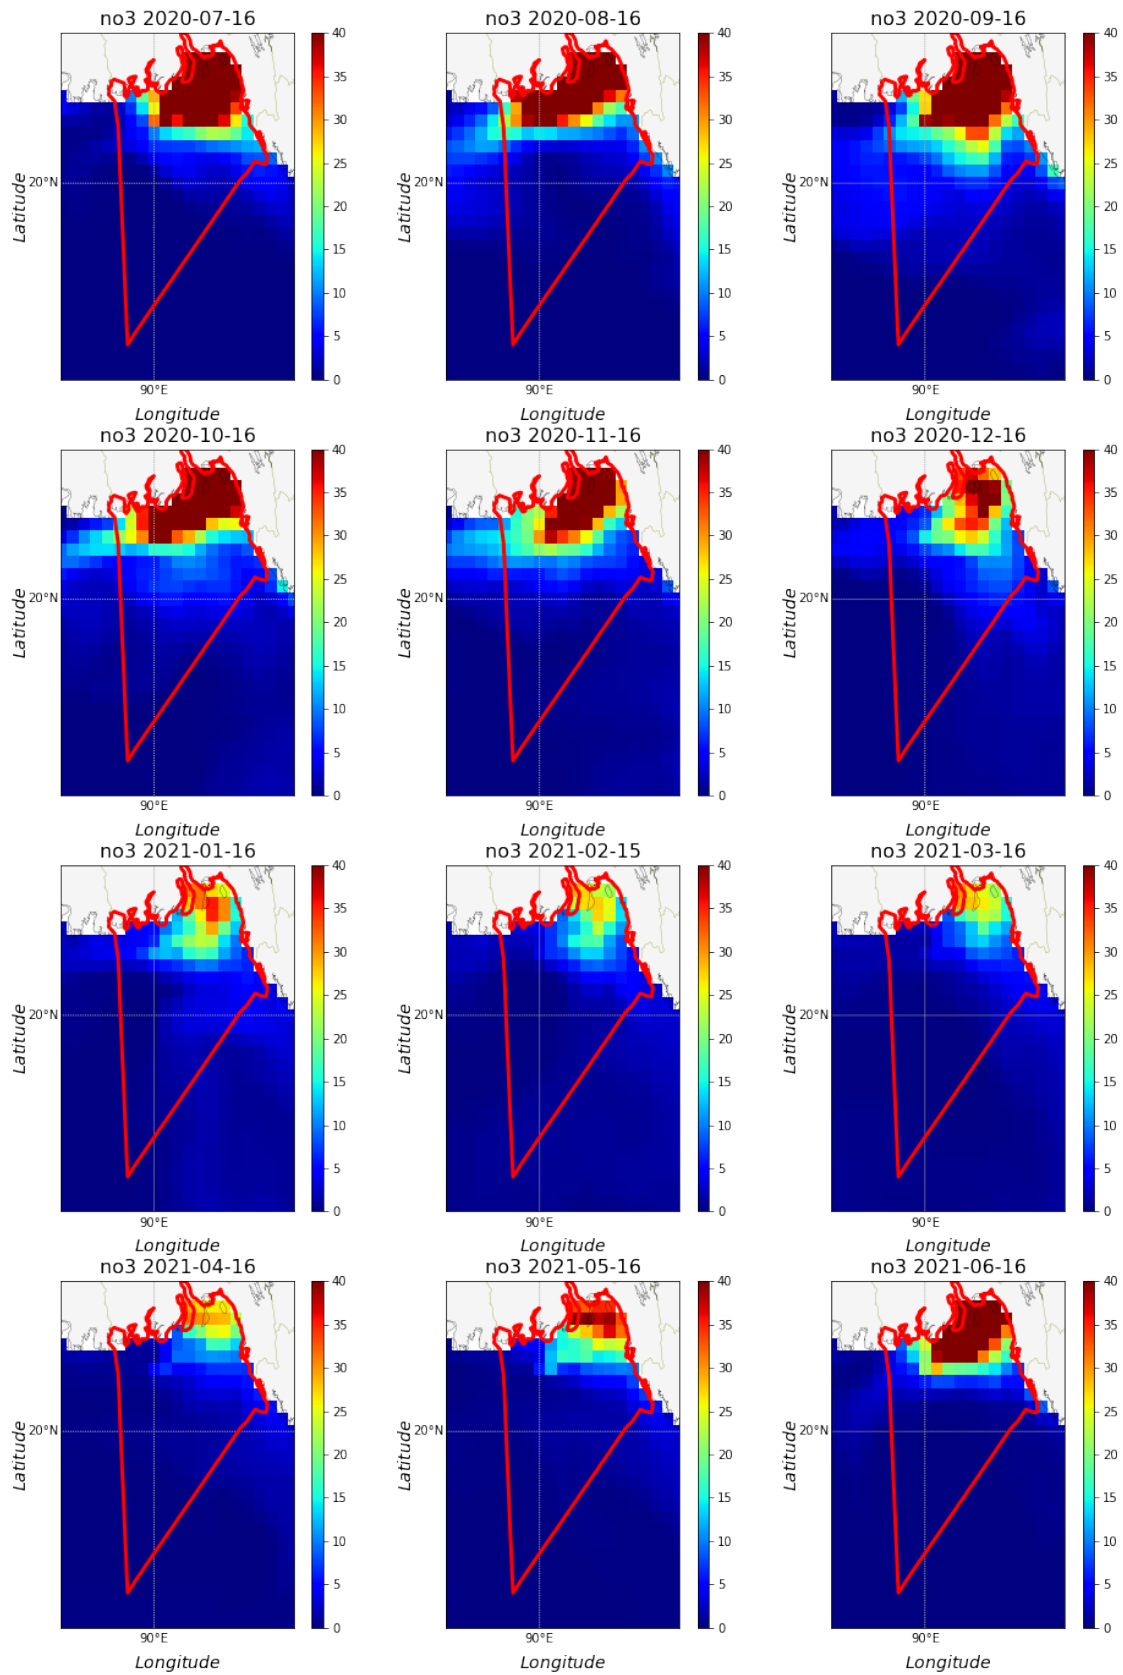 no3 2020-07-16
no3 2020-08-16
no3 2020-09-16
40
35
30
25
20
15
10
5
0
20°N
90°E
Latitude
Longitude
40
35
30
25
20
15
10
5
0
20°N
90°E
Latitude
Longitude
40
35
30
25
20
15
10
5
0
20°N
90°E
Latitude
Longitude
no3 2020-10-16
no3 2020-11-16
no3 2020-12-16
40
35
30
25
20
15
10
5
0
20°N
90°E
Latitude
Longitude
40
35
30
25
20
15
10
5
0
20°N
90°E
Latitude
Longitude
40
35
30
25
20
15
10
5
0
20°N
90°E
Latitude
Longitude
no3 2021-01-16
no3 2021-02-15
no3 2021-03-16
40
35
30
25
20
15
10
5
0
20°N
90°E
Latitude
Longitude
40
35
30
25
20
15
10
5
0
20°N
90°E
Latitude
Longitude
40
35
30
25
20
15
10
5
0
20°N
90°E
Latitude
Longitude
no3 2021-04-16
no3 2021-05-16
no3 2021-06-16
40
35
30
25
20
15
10
5
0
20°N
90°E
Latitude
Longitude
40
35
30
25
20
15
10
5
0
20°N
90°E
Latitude
Longitude
40
35
30
25
20
15
10
5
0
20°N
90°E
Latitude
Longitude